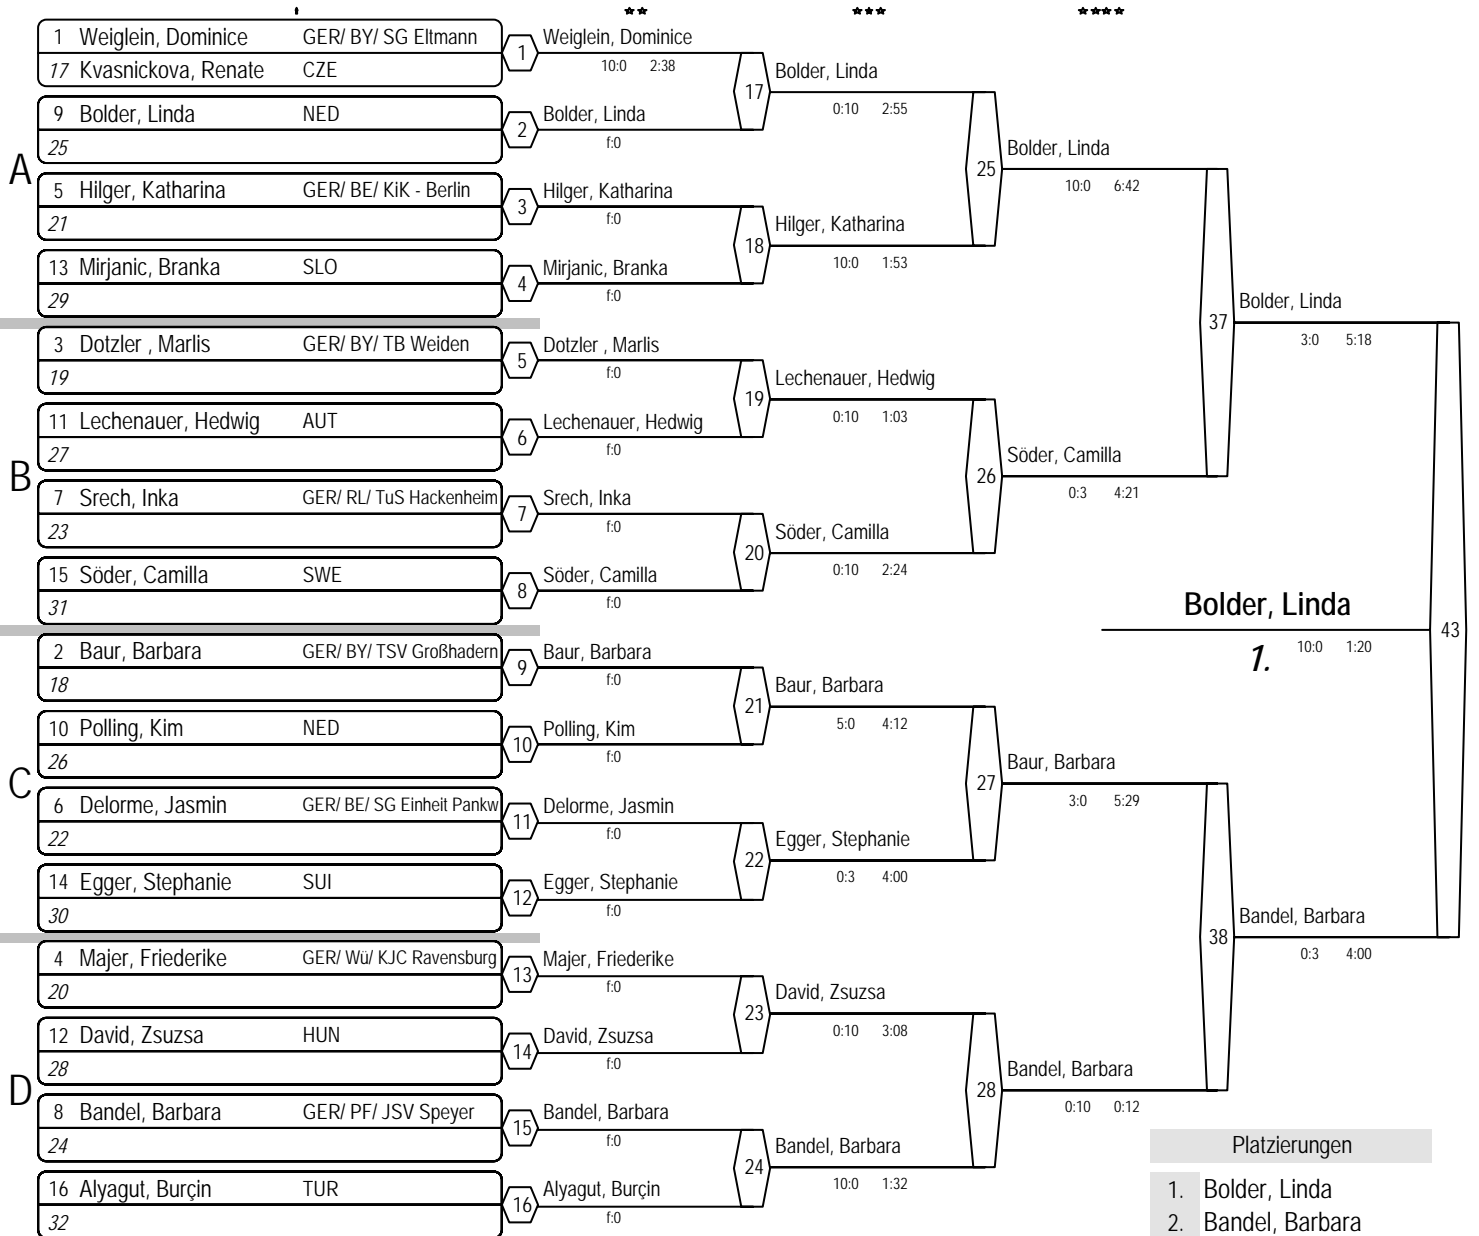 A
1 Weiglein, Dominice GER/ BY/ SG Eltmann
17 Kvasnickova, Renate CZE
9 Bolder, Linda NED
25
5 Hilger, Katharina GER/ BE/ KiK - Berlin
21
13 Mirjanic, Branka SLO
29
B
3 Dotzler , Marlis GER/ BY/ TB Weiden
19
11 Lechenauer, Hedwig AUT
27
7 Srech, Inka GER/ RL/ TuS Hackenheim
23
15 Söder, Camilla SWE
31
C
2 Baur, Barbara GER/ BY/ TSV Großhadern
18
10 Polling, Kim NED
26
6 Delorme, Jasmin GER/ BE/ SG Einheit Pankw
22
14 Egger, Stephanie SUI
30
D
4 Majer, Friederike GER/ Wü/ KJC Ravensburg
20
12 David, Zsuzsa HUN
28
8 Bandel, Barbara GER/ PF/ JSV Speyer
24
16 Alyagut, Burçin TUR
32
1 Weiglein, Dominice
10:0 2:38
2 Bolder, Linda
f:0
3 Hilger, Katharina
f:0
4 Mirjanic, Branka
f:0
5 Dotzler , Marlis
f:0
6 Lechenauer, Hedwig
f:0
7 Srech, Inka
f:0
8 Söder, Camilla
f:0
9 Baur, Barbara
f:0
10 Polling, Kim
f:0
11 Delorme, Jasmin
f:0
12 Egger, Stephanie
f:0
13 Majer, Friederike
f:0
14 David, Zsuzsa
f:0
15 Bandel, Barbara
f:0
16 Alyagut, Burçin
f:0
17 Bolder, Linda
0:10 2:55
18 Hilger, Katharina
10:0 1:53
19 Lechenauer, Hedwig
0:10 1:03
20 Söder, Camilla
0:10 2:24
21 Baur, Barbara
5:0 4:12
22 Egger, Stephanie
0:3 4:00
23 David, Zsuzsa
0:10 3:08
24 Bandel, Barbara
10:0 1:32
25 Bolder, Linda
10:0 6:42
26 Söder, Camilla
0:3 4:21
27 Baur, Barbara
3:0 5:29
28 Bandel, Barbara
0:10 0:12
37 Bolder, Linda
3:0 5:18
38 Bandel, Barbara
0:3 4:00
43 Bolder, Linda
1. 10:0 1:20
Platzierungen
1. Bolder, Linda
2. Bandel, Barbara